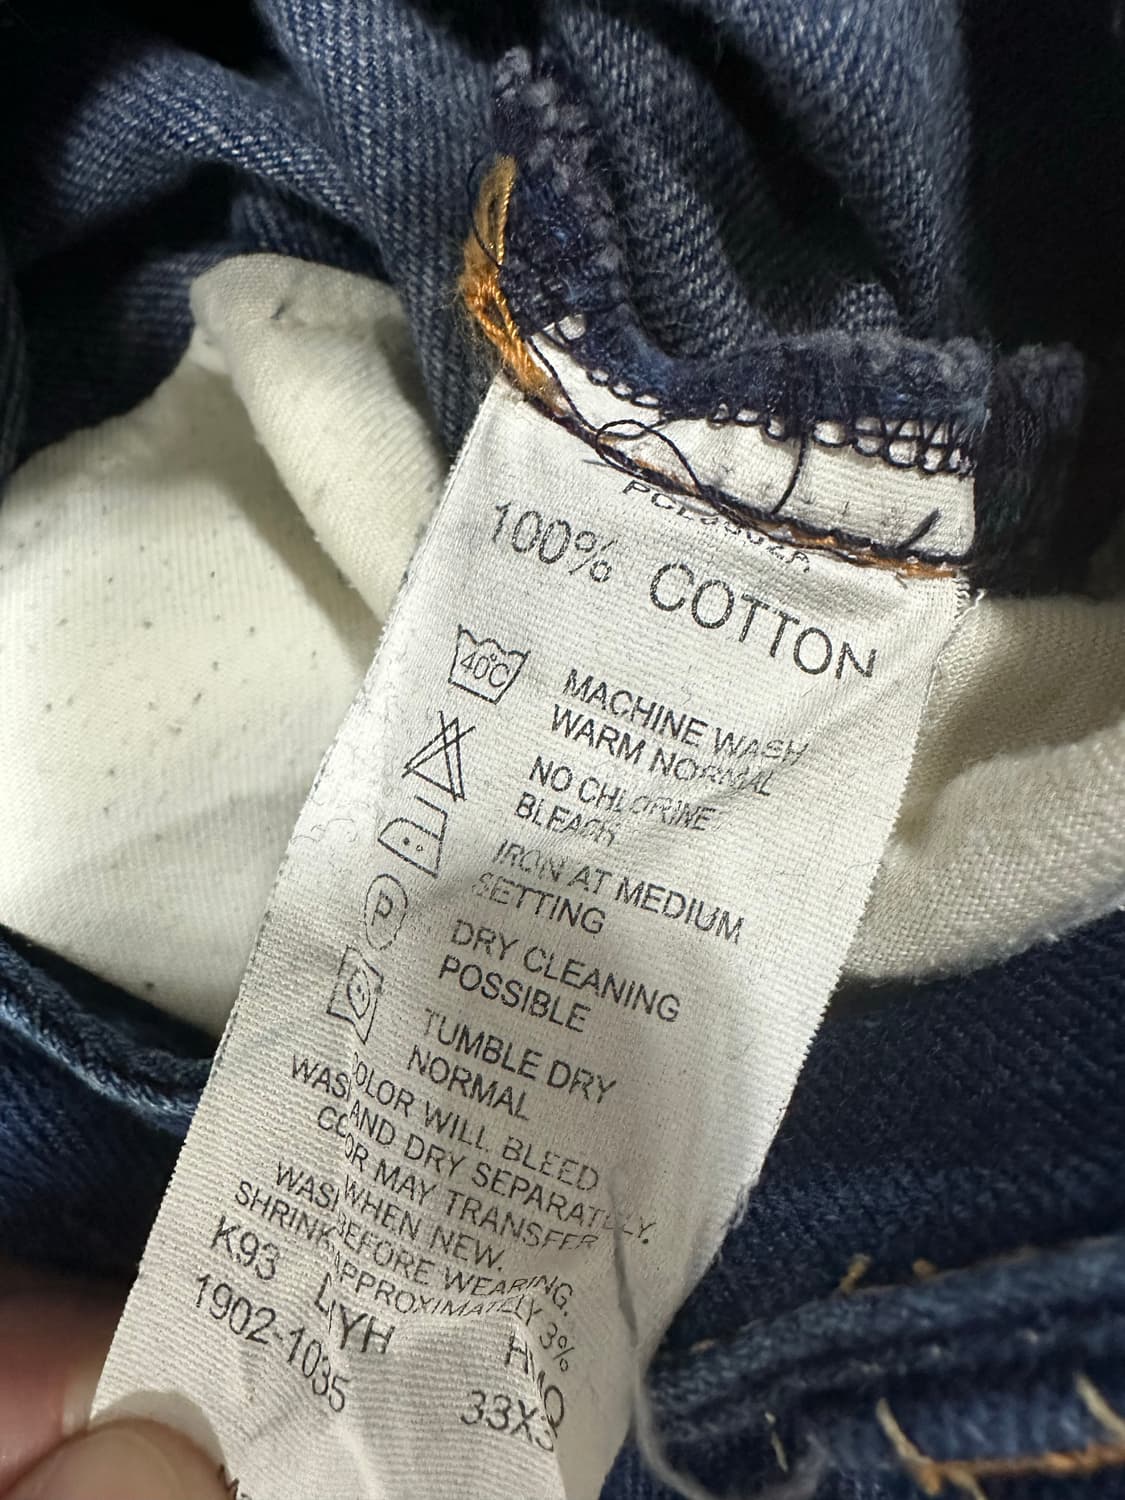 100% COTTON
40°C
MACHINE WASH
WARM NORMAL
NO CHLORINE
BLEACH
IRON AT MEDIUM
SETTING
P
DRY CLEANING
POSSIBLE
TUMBLE DRY
NORMAL
COLOR WILL BLEED
WASH AND DRY SEPARATELY.
COLOR MAY TRANSFER
WHEN NEW.
WASH BEFORE WEARING.
SHRINK APPROXIMATELY 3%
K93
1902-1035
33X3